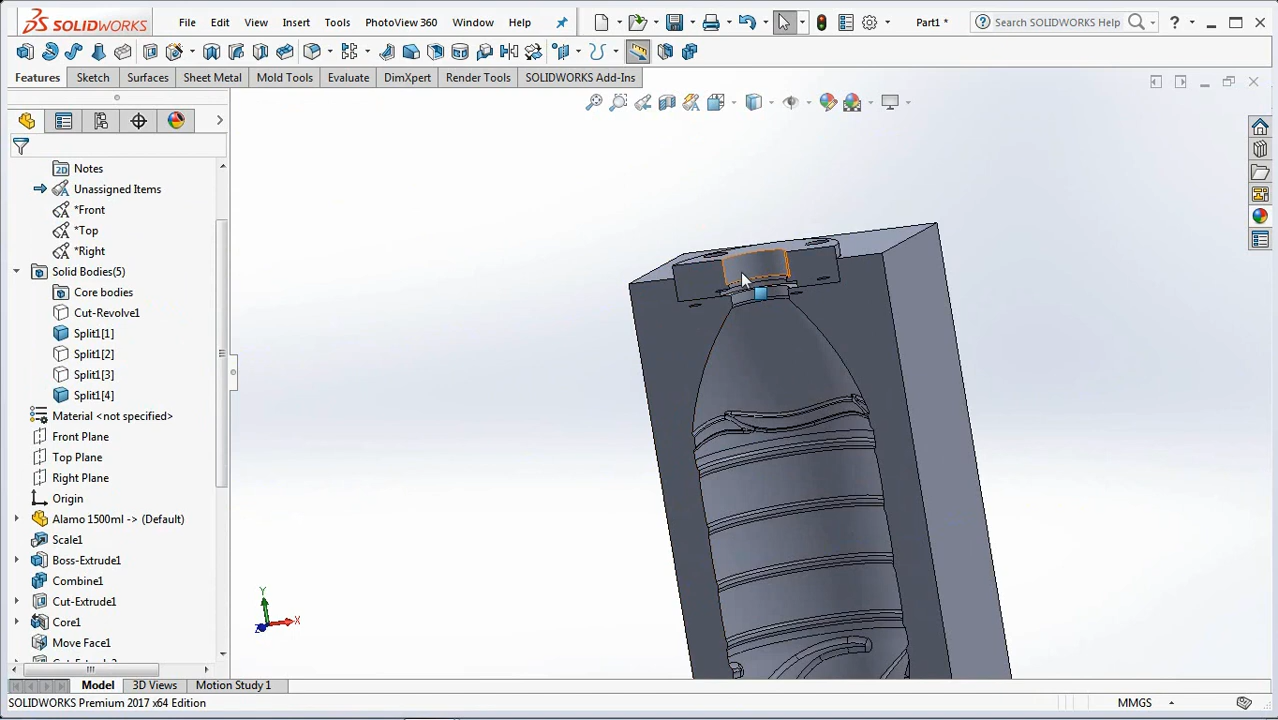 SOLIDWORKS File Edit View Insert Tools PhotoView 360 Window Help Part1 * Search SOLIDWORKS Help ?
Features Sketch Surfaces Sheet Metal Mold Tools Evaluate DimXpert Render Tools SOLIDWORKS Add-Ins
Notes
Unassigned Items
*Front
*Top
*Right
Solid Bodies(5)
Core bodies
Cut-Revolve1
Split1[1]
Split1[2]
Split1[3]
Split1[4]
Material <not specified>
Front Plane
Top Plane
Right Plane
Origin
Alamo 1500ml -> (Default)
Scale1
Boss-Extrude1
Combine1
Cut-Extrude1
Core1
Move Face1
Y
X
Z
Model 3D Views Motion Study 1
SOLIDWORKS Premium 2017 x64 Edition MMGS